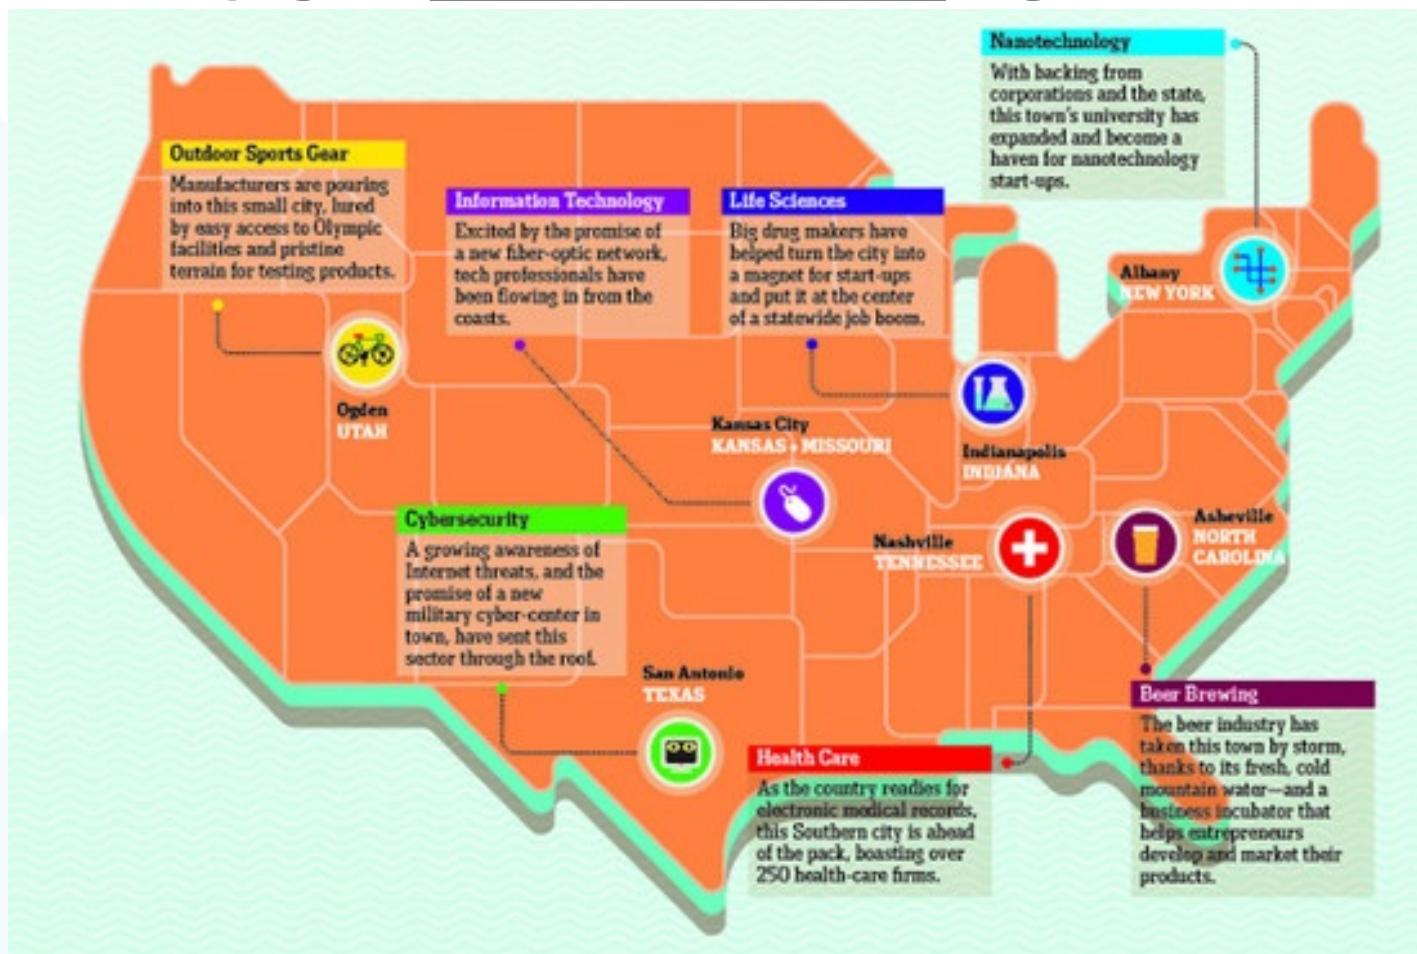 Nanotechnology
With backing from
corporations and the state,
this town's university has
expanded and become a
haven for nanotechnology
start-ups.
Outdoor Sports Gear
Manufacturers are pouring
into this small city, lured
by easy access to Olympic
facilities and pristine
terrain for testing products.
Information Technology
Excited by the promise of
a new fiber-optic network,
tech professionals have
been flowing in from the
coasts.
Life Sciences
Big drug makers have
helped turn the city into
a magnet for start-ups
and put it at the center
of a statewide job boom.
Albany
NEW YORK
Ogden
UTAH
Kansas City
KANSAS • MISSOURI
Indianapolis
INDIANA
Cybersecurity
A growing awareness of
Internet threats, and the
promise of a new
military cyber-center in
town, have sent this
sector through the roof.
Nashville
TENNESSEE
Asheville
NORTH
CAROLINA
San Antonio
TEXAS
Health Care
As the country readies for
electronic medical records,
this Southern city is ahead
of the pack, boasting over
250 health-care firms.
Beer Brewing
The beer industry has
taken this town by storm,
thanks to its fresh, cold
mountain water—and a
business incubator that
helps entrepreneurs
develop and market their
products.